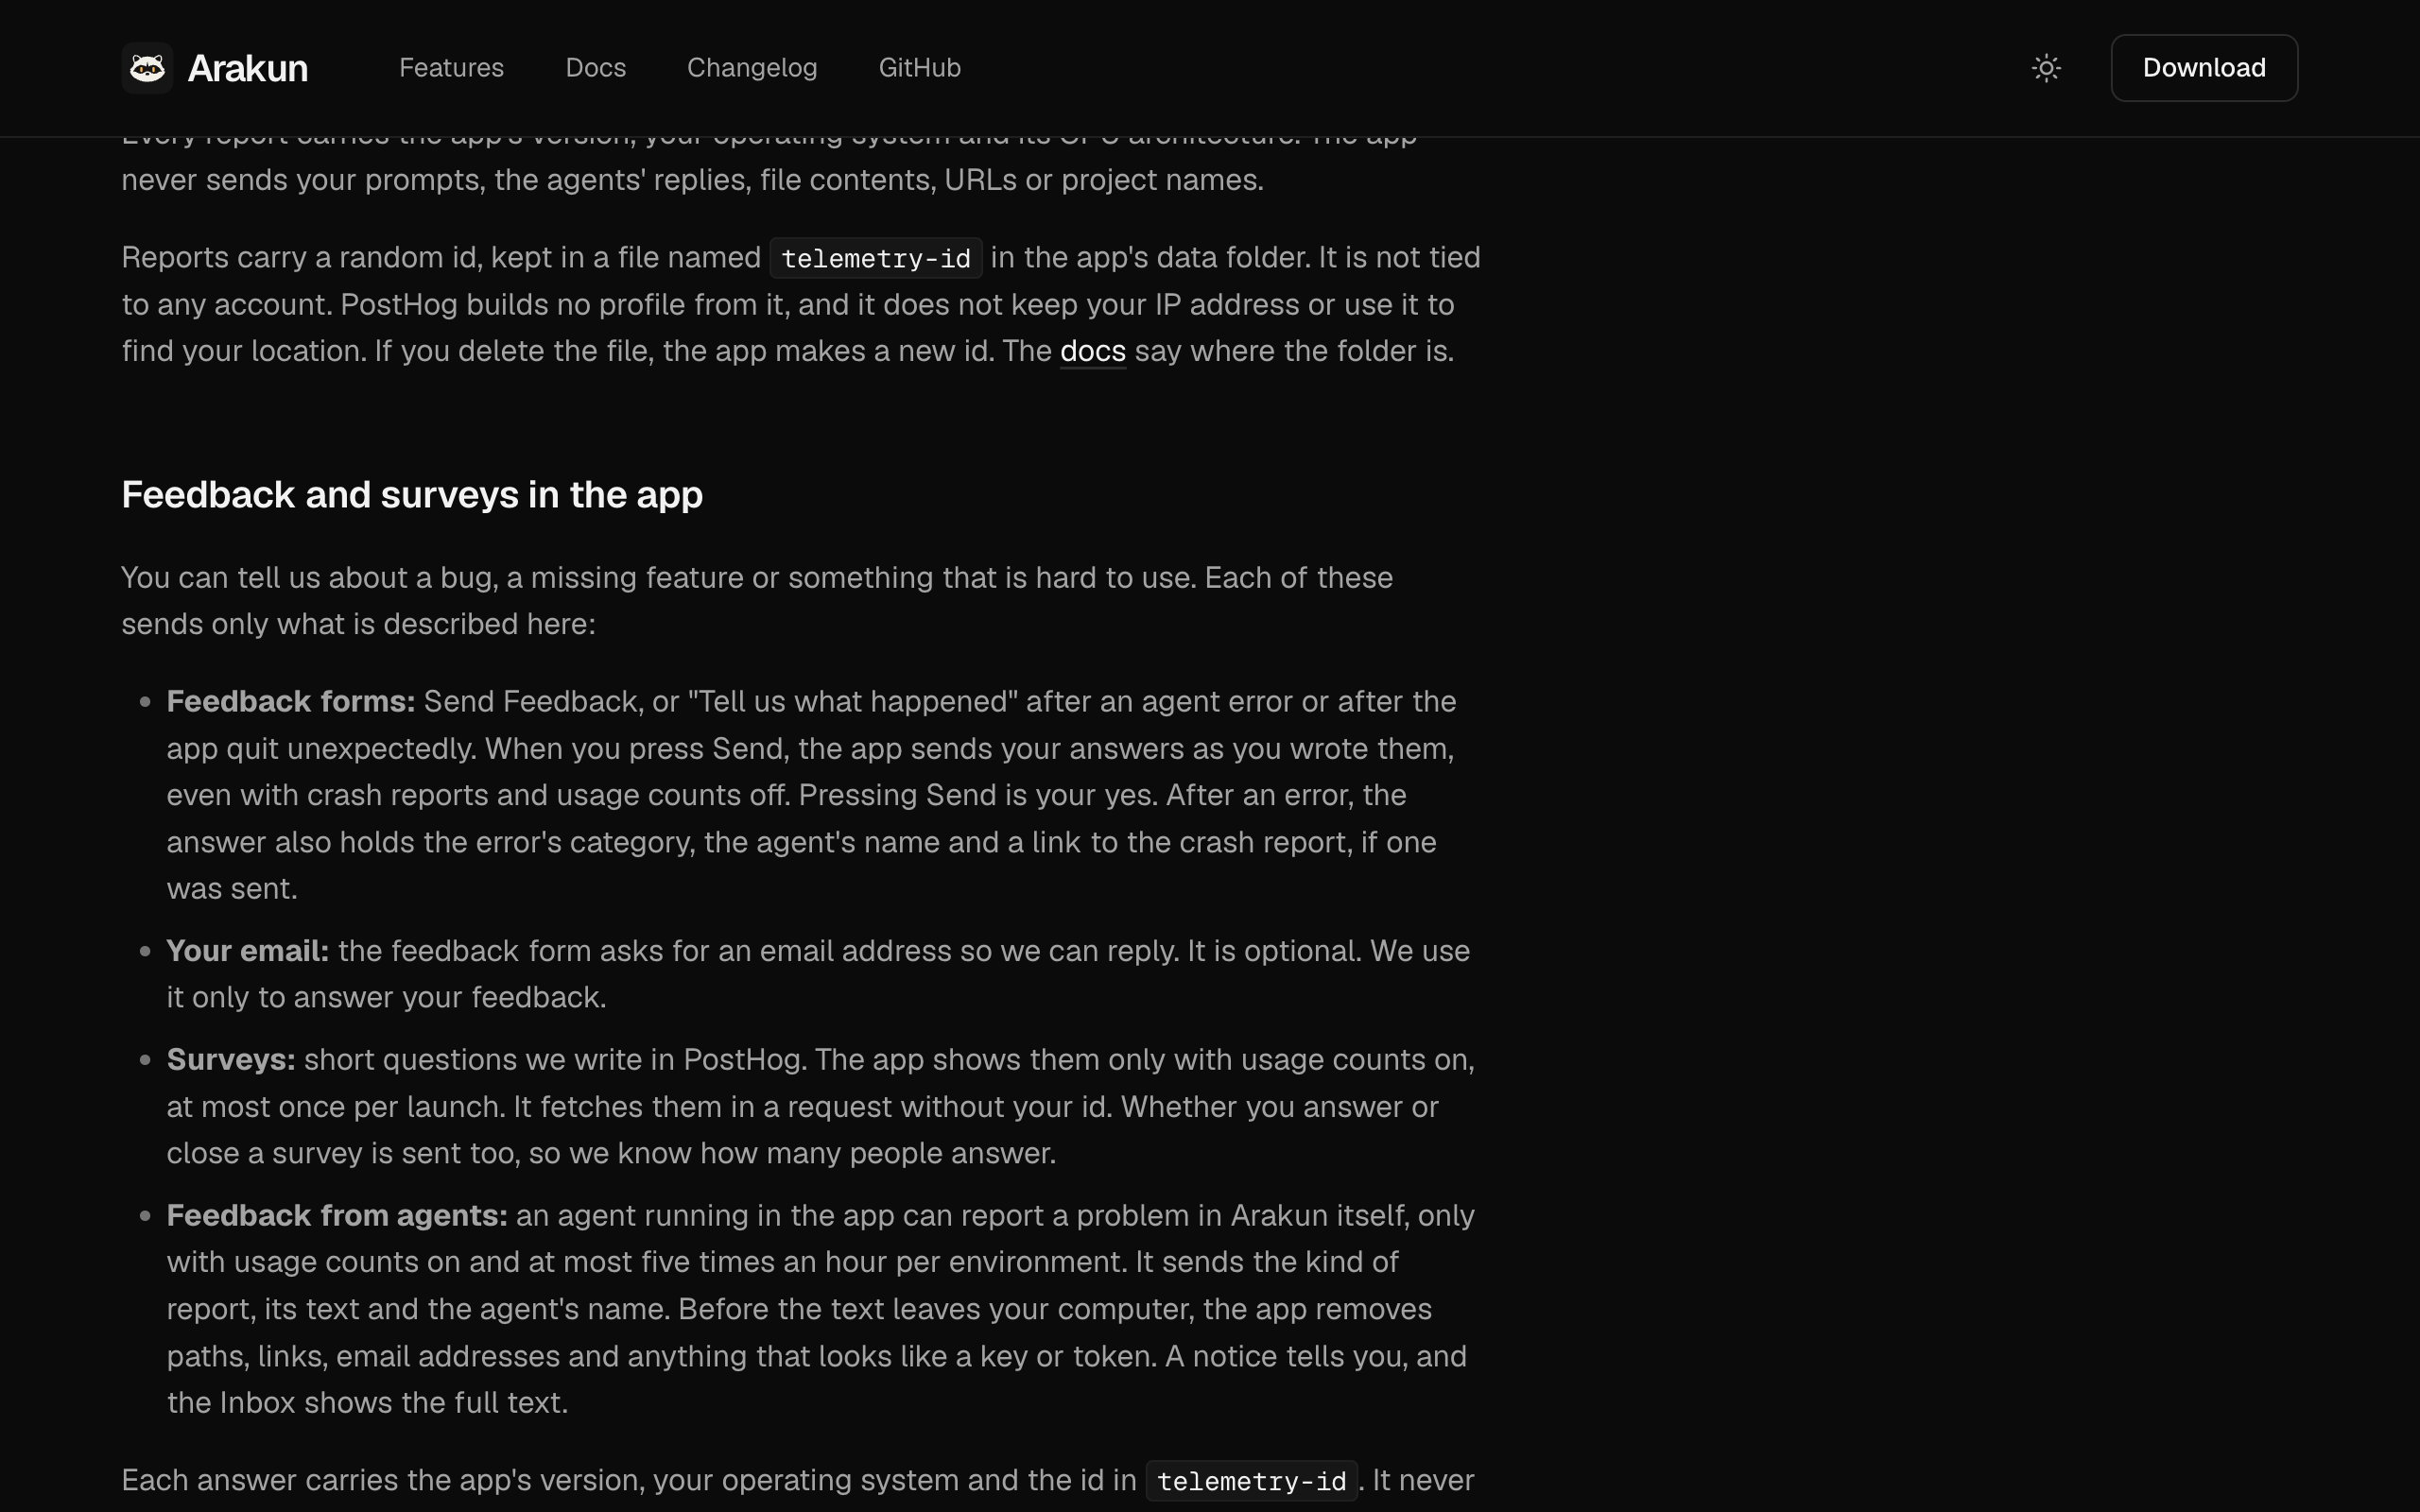 Arakun
Features
Docs
Changelog
GitHub
Download
Every report carries the app's version, your operating system and its CPU architecture. The app
never sends your prompts, the agents' replies, file contents, URLs or project names.
Reports carry a random id, kept in a file named telemetry-id in the app's data folder. It is not tied
to any account. PostHog builds no profile from it, and it does not keep your IP address or use it to
find your location. If you delete the file, the app makes a new id. The docs say where the folder is.
Feedback and surveys in the app
You can tell us about a bug, a missing feature or something that is hard to use. Each of these
sends only what is described here:
Feedback forms: Send Feedback, or "Tell us what happened" after an agent error or after the
app quit unexpectedly. When you press Send, the app sends your answers as you wrote them,
even with crash reports and usage counts off. Pressing Send is your yes. After an error, the
answer also holds the error's category, the agent's name and a link to the crash report, if one
was sent.
Your email: the feedback form asks for an email address so we can reply. It is optional. We use
it only to answer your feedback.
Surveys: short questions we write in PostHog. The app shows them only with usage counts on,
at most once per launch. It fetches them in a request without your id. Whether you answer or
close a survey is sent too, so we know how many people answer.
Feedback from agents: an agent running in the app can report a problem in Arakun itself, only
with usage counts on and at most five times an hour per environment. It sends the kind of
report, its text and the agent's name. Before the text leaves your computer, the app removes
paths, links, email addresses and anything that looks like a key or token. A notice tells you, and
the Inbox shows the full text.
Each answer carries the app's version, your operating system and the id in telemetry-id. It never